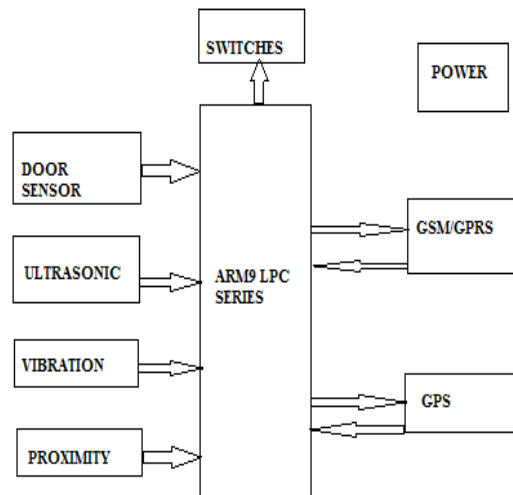 SWITCHES
POWER
DOOR
SENSOR
GSM/GPRS
ULTRASONIC
ARM9 LPC
SERIES
VIBRATION
GPS
PROXIMITY